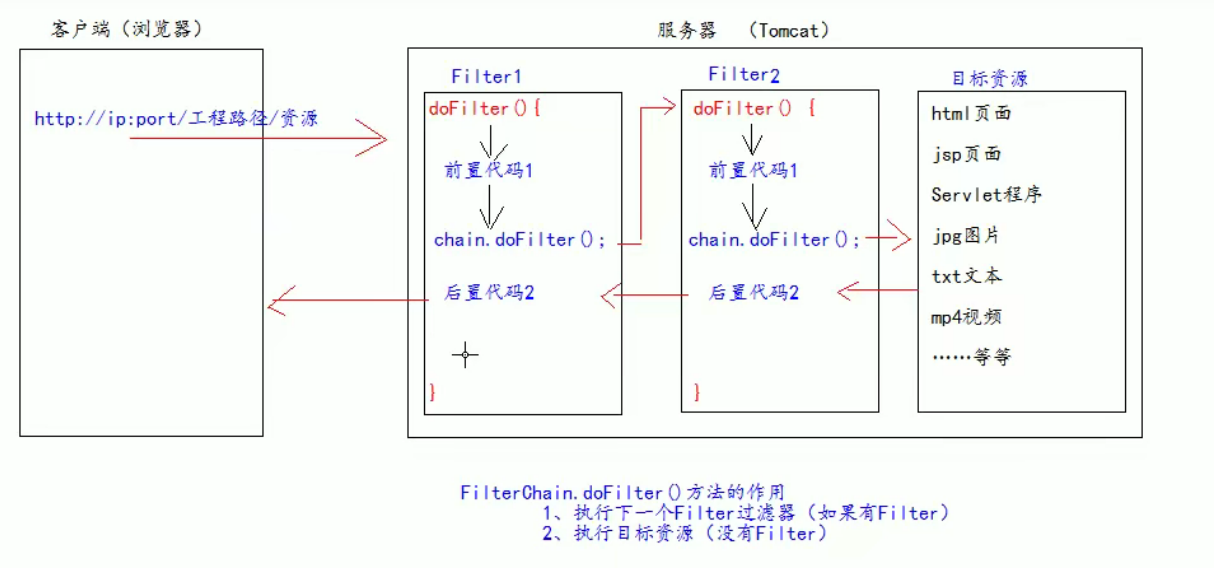 客户端（浏览器）
服务器 （Tomcat）
http://ip:port/工程路径/资源
Filter1
doFilter(){
前置代码1
chain.doFilter();
后置代码2
}
Filter2
doFilter() {
前置代码1
chain.doFilter();
后置代码2
}
目标资源
html页面
jsp页面
Servlet程序
jpg图片
txt文本
mp4视频
……等等
FilterChain.doFilter()方法的作用
1、执行下一个Filter过滤器（如果有Filter）
2、执行目标资源（没有Filter）